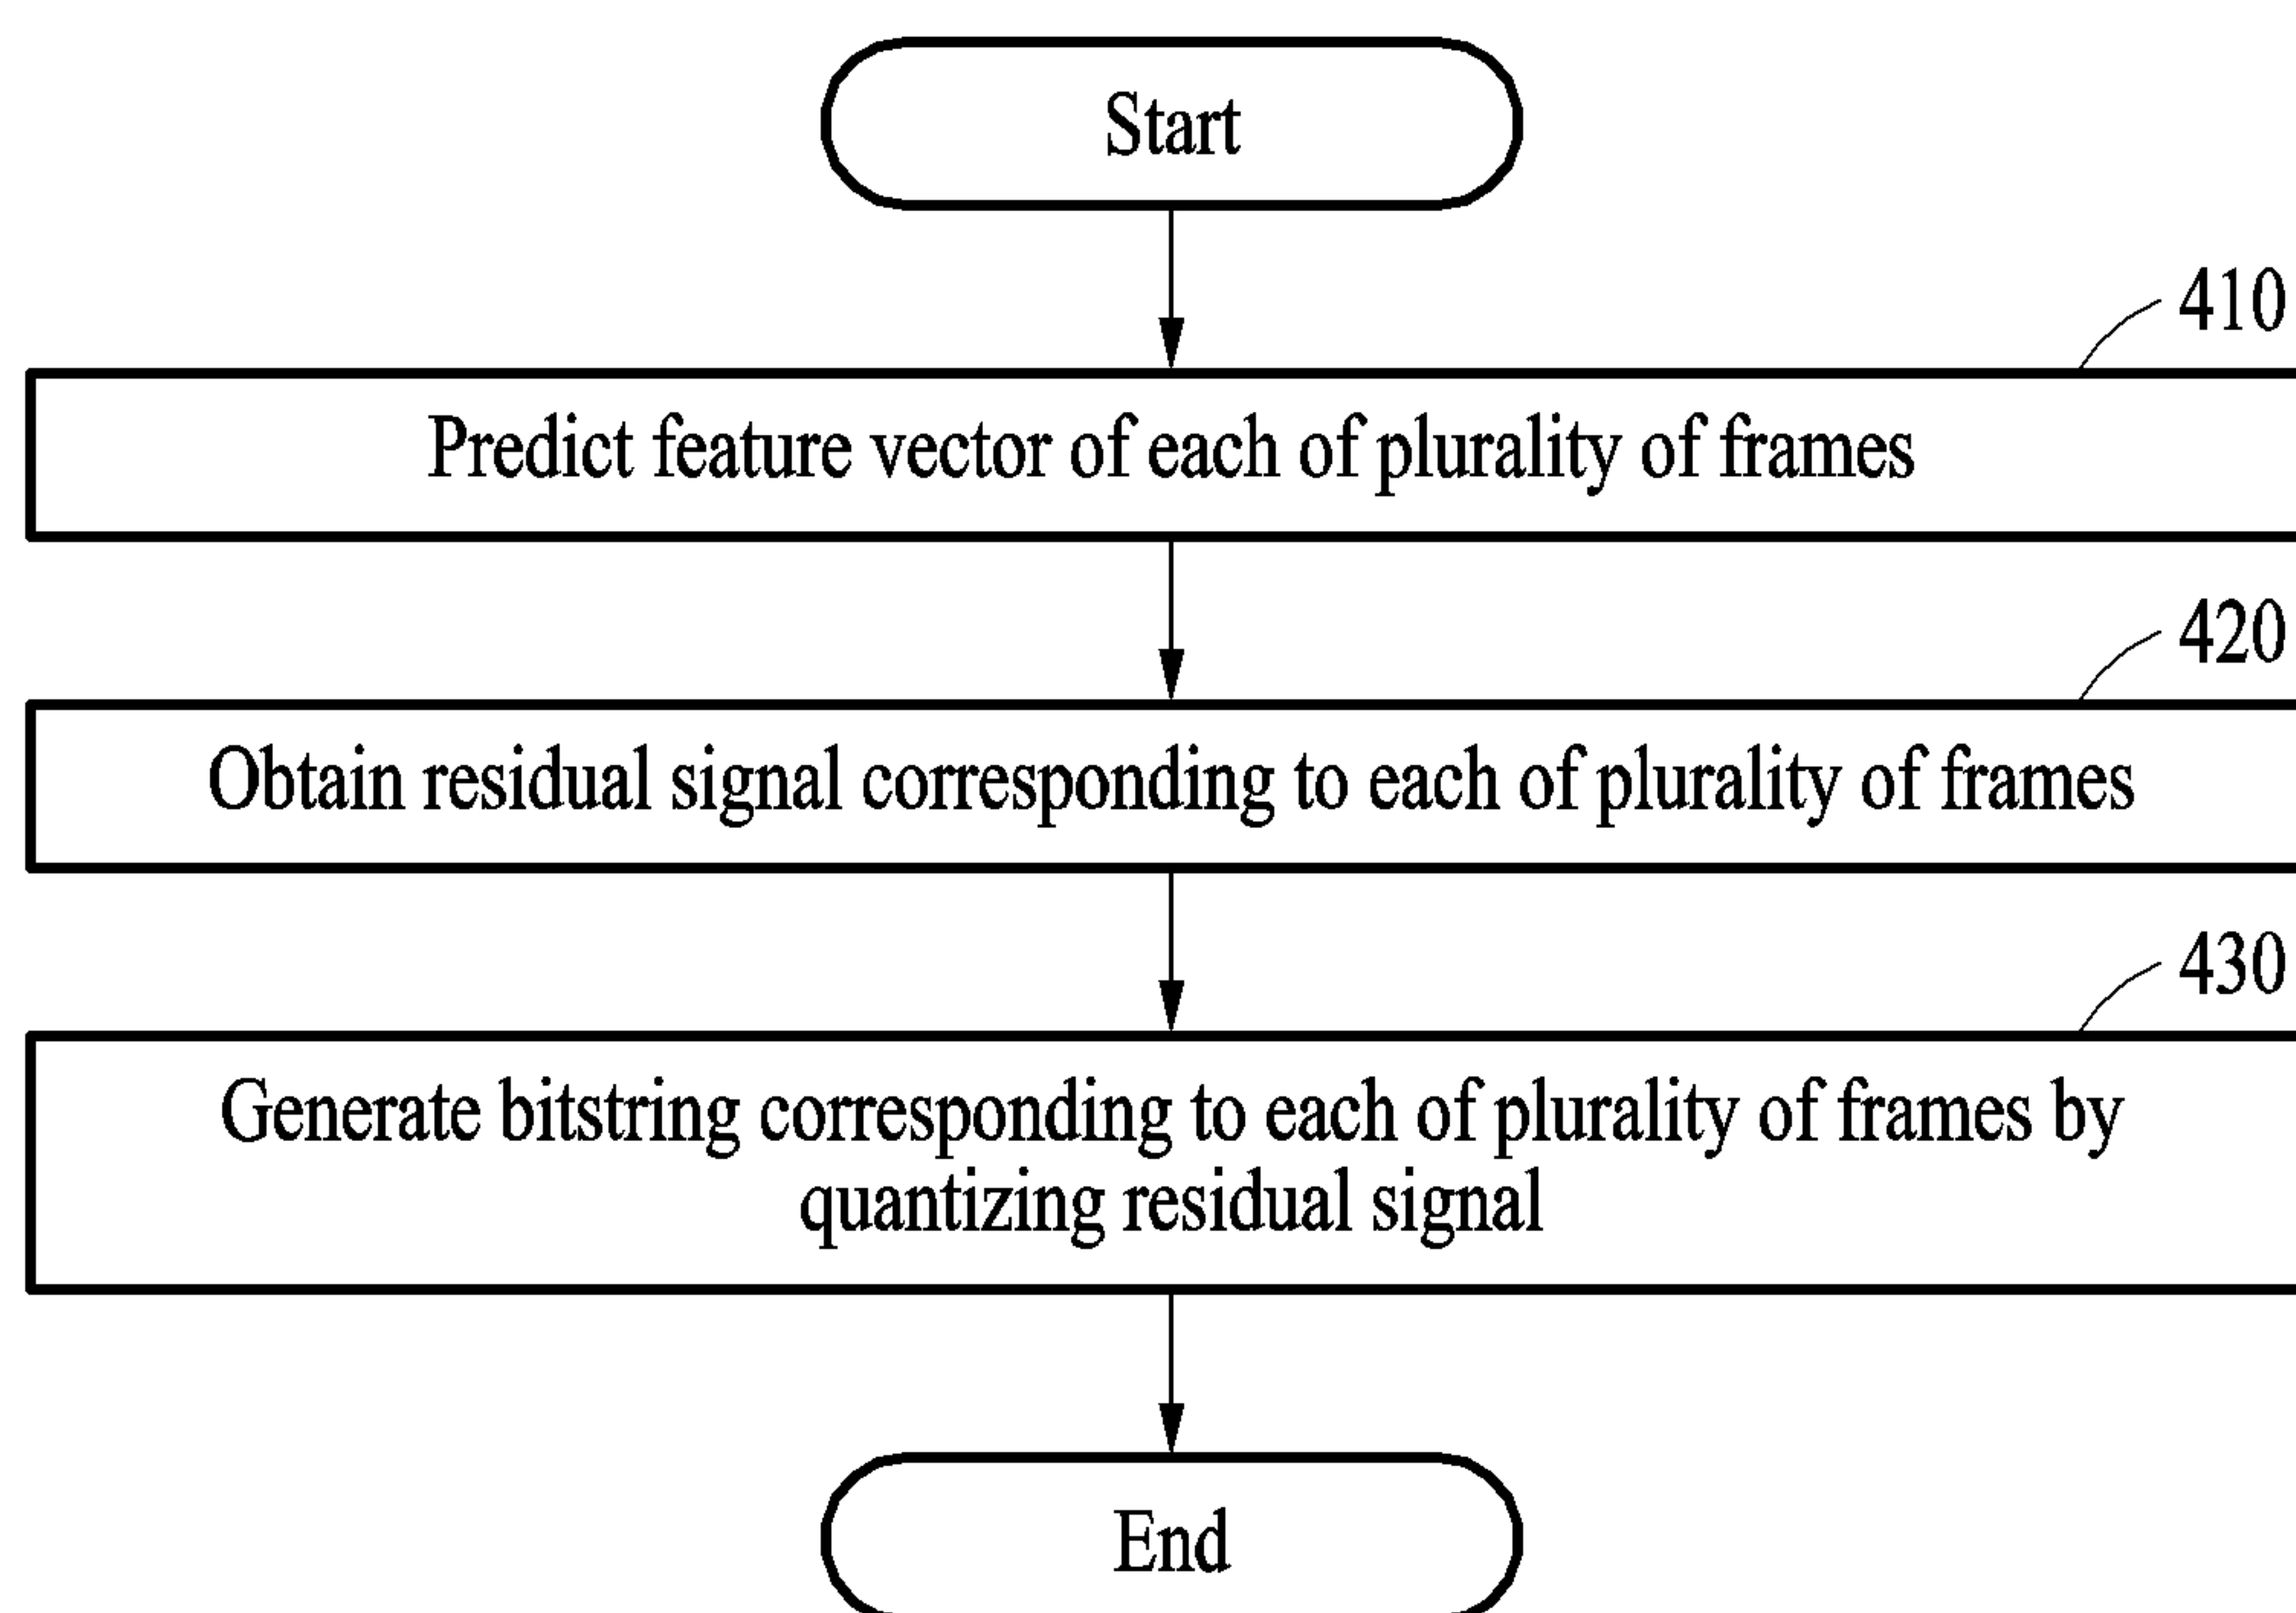 Start
410
Predict feature vector of each of plurality of frames
420
Obtain residual signal corresponding to each of plurality of frames
430
Generate bitstring corresponding to each of plurality of frames by
quantizing residual signal
End